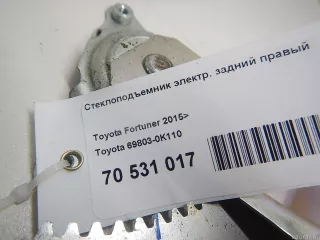 Стеклоподъемник электр. задний правый
Toyota Fortuner 2015>
Toyota 69803-0K110
70 531 017